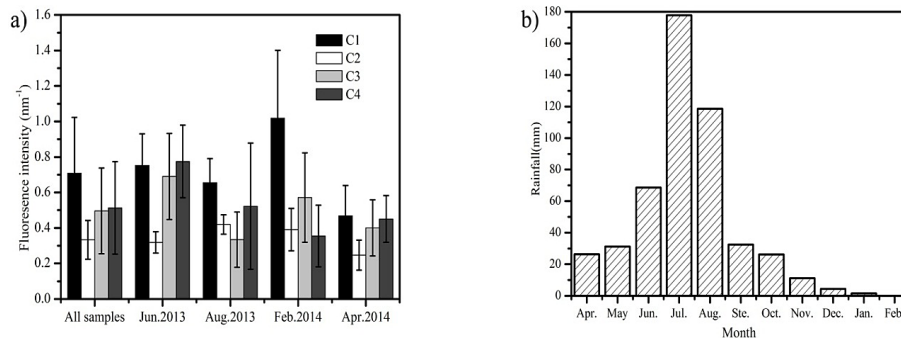 a)
Fluoresence intensity (nm⁻¹)
1.6
1.4
1.2
1.0
0.8
0.6
0.4
0.2
0.0
C1
C2
C3
C4
All samples Jun.2013 Aug.2013 Feb.2014 Apr.2014
b)
Rainfall(mm)
180
160
140
120
100
80
60
40
20
0
Apr. May Jun. Jul. Aug. Ste. Oct. Nov. Dec. Jan. Feb
Month